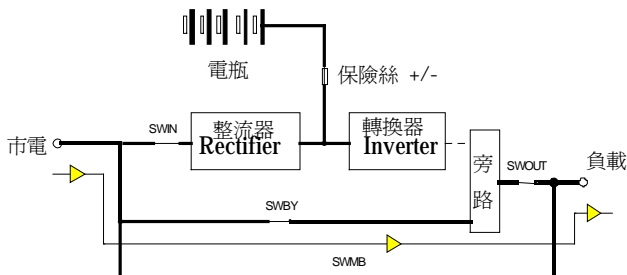 電瓶
保險絲 +/-
市電
SWIN
整流器
Rectifier
轉換器
Inverter
旁路
SWOUT
負載
SWBY
SWMB